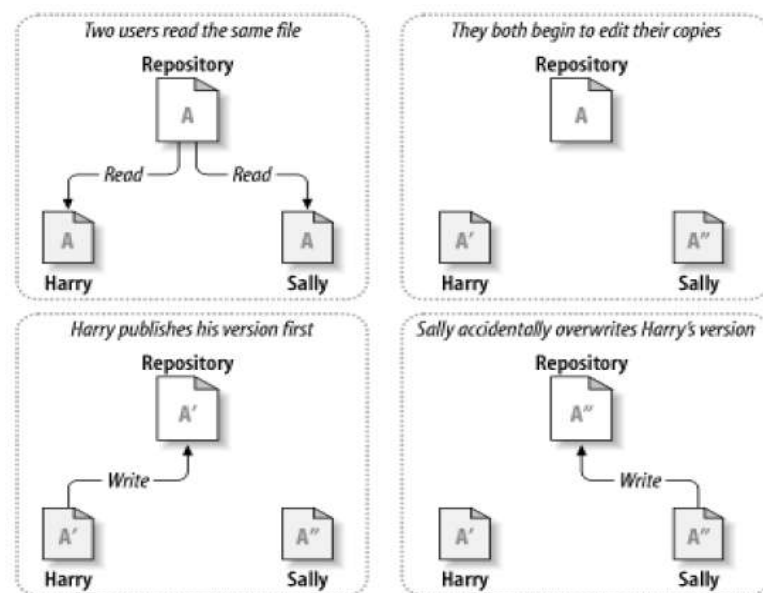 Two users read the same file
Repository
A
Read
Read
A
A
Harry
Sally
They both begin to edit their copies
Repository
A
A′
A″
Harry
Sally
Harry publishes his version first
Repository
A′
Write
A′
A″
Harry
Sally
Sally accidentally overwrites Harry's version
Repository
A″
Write
A′
A″
Harry
Sally